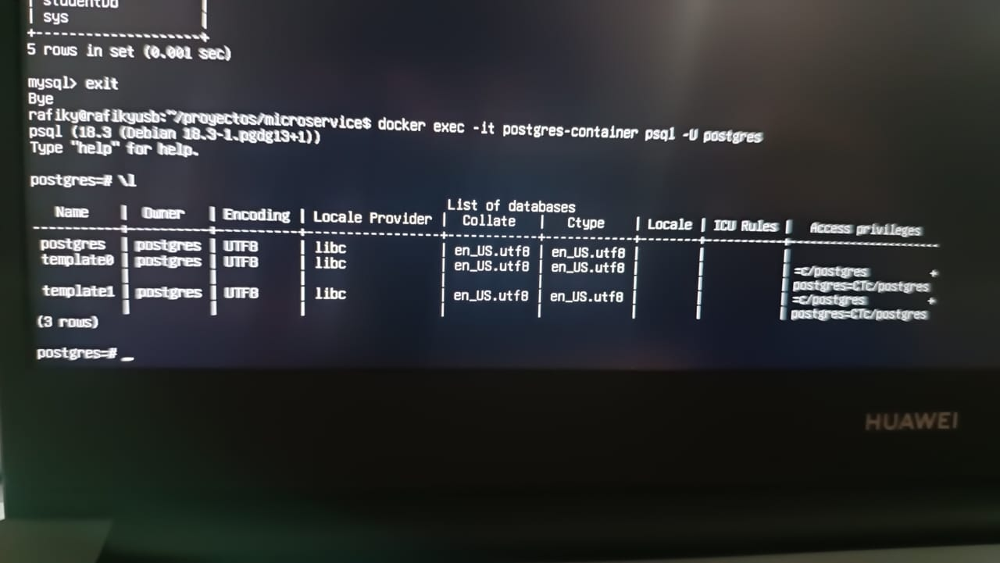 | studentDb |
| sys |
+--------------------+
5 rows in set (0.001 sec)
mysql> exit
Bye
rafiky@rafikyusb:~/proyectos/microservice$ docker exec -it postgres-container psql -U postgres
psql (18.3 (Debian 18.3-1.pgdg13+1))
Type "help" for help.
postgres=# \l
List of databases
Name | Owner | Encoding | Locale Provider | Collate | Ctype | Locale | ICU Rules | Access privileges
postgres | postgres | UTF8 | libc | en_US.utf8 | en_US.utf8 | | |
template0 | postgres | UTF8 | libc | en_US.utf8 | en_US.utf8 | | | =c/postgres +
| | | | | | | | postgres=CTc/postgres
template1 | postgres | UTF8 | libc | en_US.utf8 | en_US.utf8 | | | =c/postgres +
| | | | | | | | postgres=CTc/postgres
(3 rows)
postgres=# _
HUAWEI